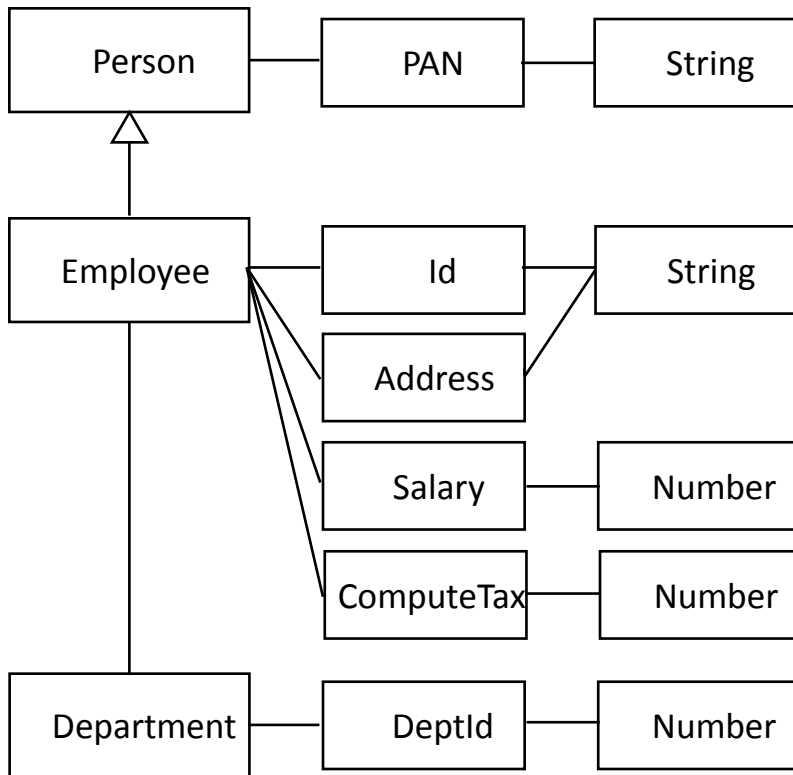 Person PAN String
Employee Id String
Address
Salary Number
ComputeTax Number
Department DeptId Number